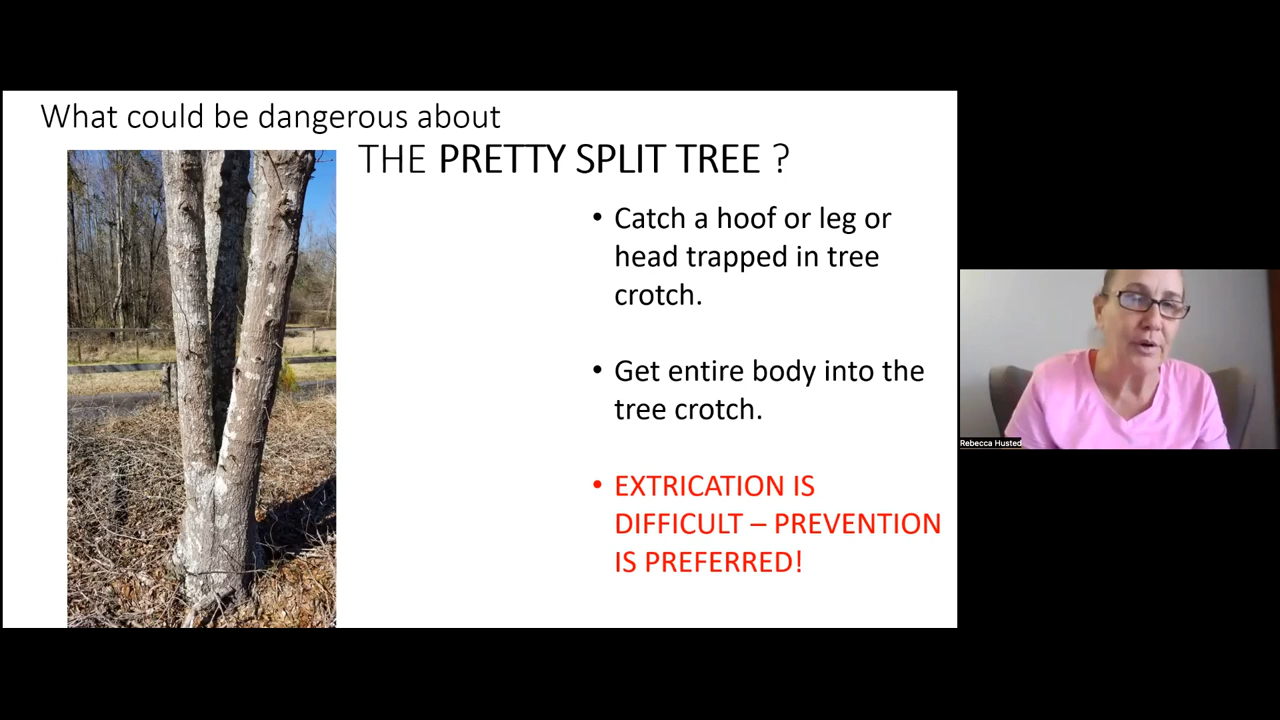 What could be dangerous about
THE PRETTY SPLIT TREE ?
• Catch a hoof or leg or
head trapped in tree
crotch.
• Get entire body into the
tree crotch.
• EXTRICATION IS
DIFFICULT – PREVENTION
IS PREFERRED!
Rebecca Husted